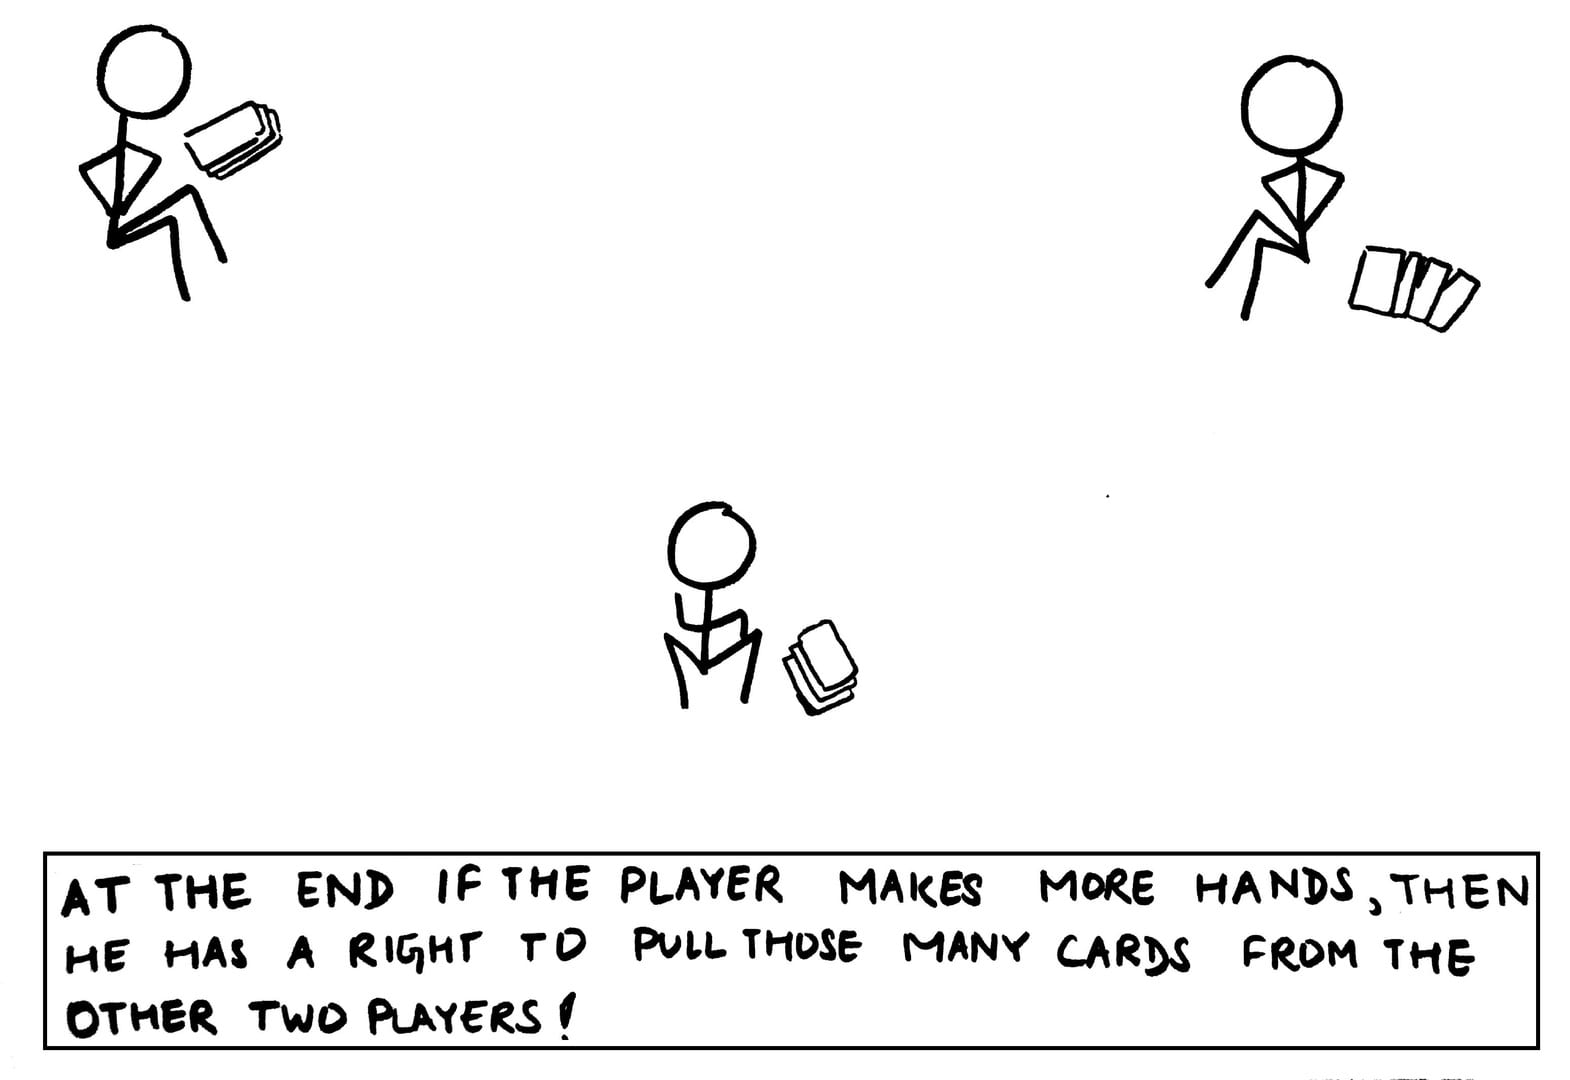 AT THE END IF THE PLAYER MAKES MORE HANDS, THEN
HE HAS A RIGHT TO PULL THOSE MANY CARDS FROM THE
OTHER TWO PLAYERS!